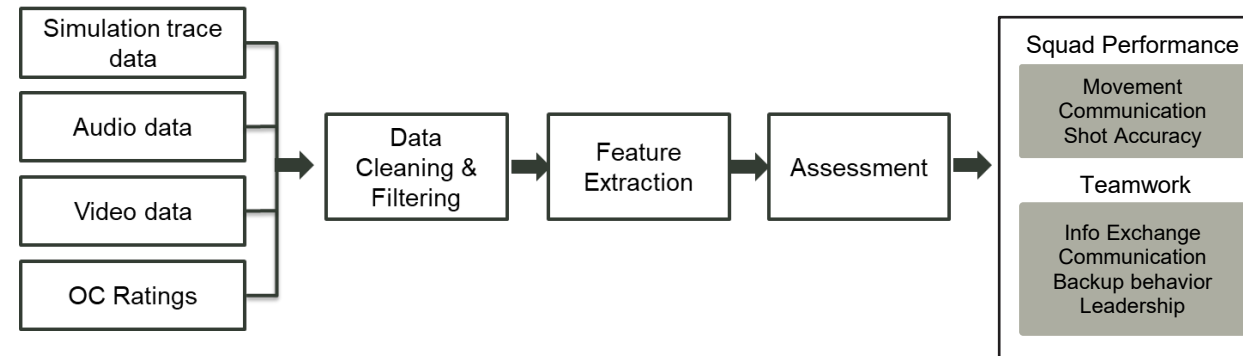 Simulation trace
data
Audio data
Video data
OC Ratings
Data
Cleaning &
Filtering
Feature
Extraction
Assessment
Squad Performance
Movement
Communication
Shot Accuracy
Teamwork
Info Exchange
Communication
Backup behavior
Leadership